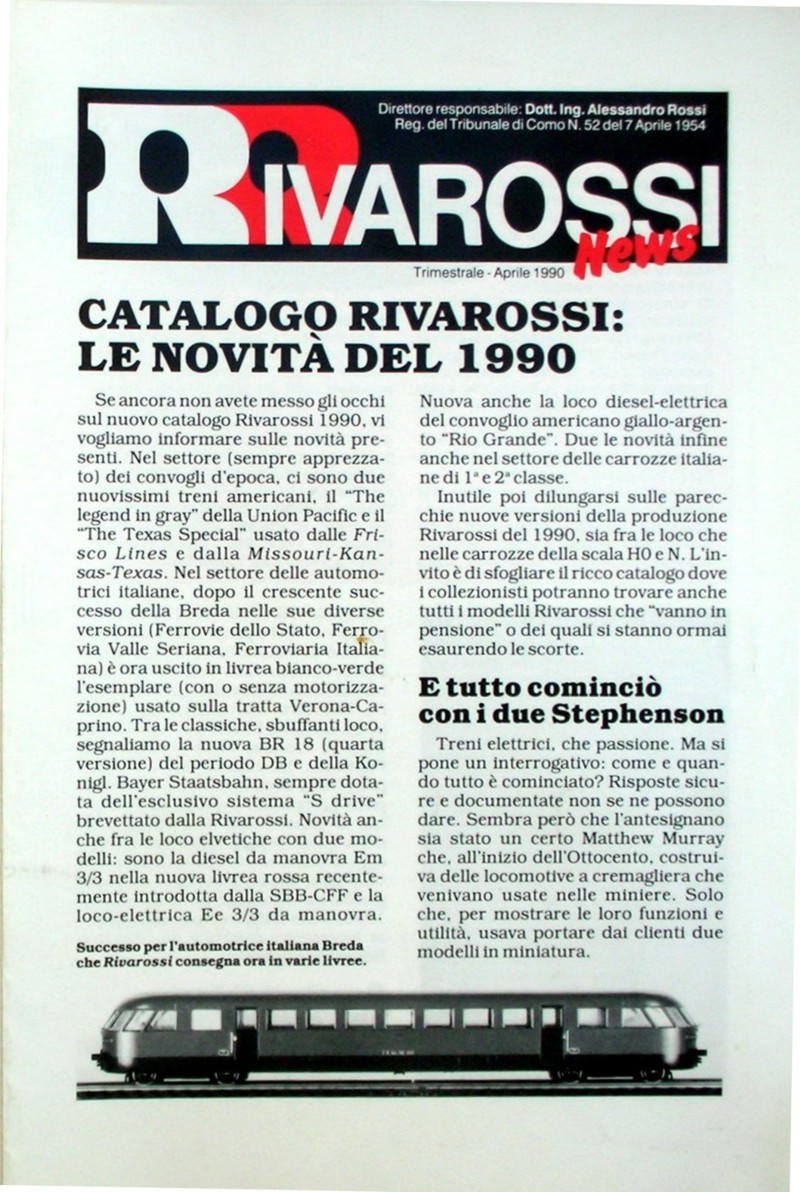 Direttore responsabile: Dott. Ing. Alessandro Rossi
Reg. del Tribunale di Como N. 52 del 7 Aprile 1954
RIVAROSSI
News
Trimestrale - Aprile 1990
CATALOGO RIVAROSSI:
LE NOVITÀ DEL 1990
Se ancora non avete messo gli occhi
sul nuovo catalogo Rivarossi 1990, vi
vogliamo informare sulle novità pre-
senti. Nel settore (sempre apprezza-
to) dei convogli d'epoca, ci sono due
nuovissimi treni americani, il "The
legend in gray" della Union Pacific e il
"The Texas Special" usato dalle Fri-
sco Lines e dalla Missouri-Kan-
sas-Texas. Nel settore delle automo-
trici italiane, dopo il crescente suc-
cesso della Breda nelle sue diverse
versioni (Ferrovie dello Stato, Ferro-
via Valle Seriana, Ferroviaria Italia-
na) è ora uscito in livrea bianco-verde
l'esemplare (con o senza motorizza-
zione) usato sulla tratta Verona-Ca-
prino. Tra le classiche, sbuffanti loco,
segnaliamo la nuova BR 18 (quarta
versione) del periodo DB e della Ko-
nigl. Bayer Staatsbahn, sempre dota-
ta dell'esclusivo sistema "S drive"
brevettato dalla Rivarossi. Novità an-
che fra le loco elvetiche con due mo-
delli: sono la diesel da manovra Em
3/3 nella nuova livrea rossa recente-
mente introdotta dalla SBB-CFF e la
loco-elettrica Ee 3/3 da manovra.
Successo per l'automotrice italiana Breda
che Rivarossi consegna ora in varie livree.
Nuova anche la loco diesel-elettrica
del convoglio americano giallo-argen-
to "Rio Grande". Due le novità infine
anche nel settore delle carrozze italia-
ne di 1ª e 2ª classe.
Inutile poi dilungarsi sulle parec-
chie nuove versioni della produzione
Rivarossi del 1990, sia fra le loco che
nelle carrozze della scala H0 e N. L'in-
vito è di sfogliare il ricco catalogo dove
i collezionisti potranno trovare anche
tutti i modelli Rivarossi che "vanno in
pensione" o dei quali si stanno ormai
esaurendo le scorte.
E tutto cominciò
con i due Stephenson
Treni elettrici, che passione. Ma si
pone un interrogativo: come e quan-
do tutto è cominciato? Risposte sicu-
re e documentate non se ne possono
dare. Sembra però che l'antesignano
sia stato un certo Matthew Murray
che, all'inizio dell'Ottocento, costrui-
va delle locomotive a cremagliera che
venivano usate nelle miniere. Solo
che, per mostrare le loro funzioni e
utilità, usava portare dai clienti due
modelli in miniatura.